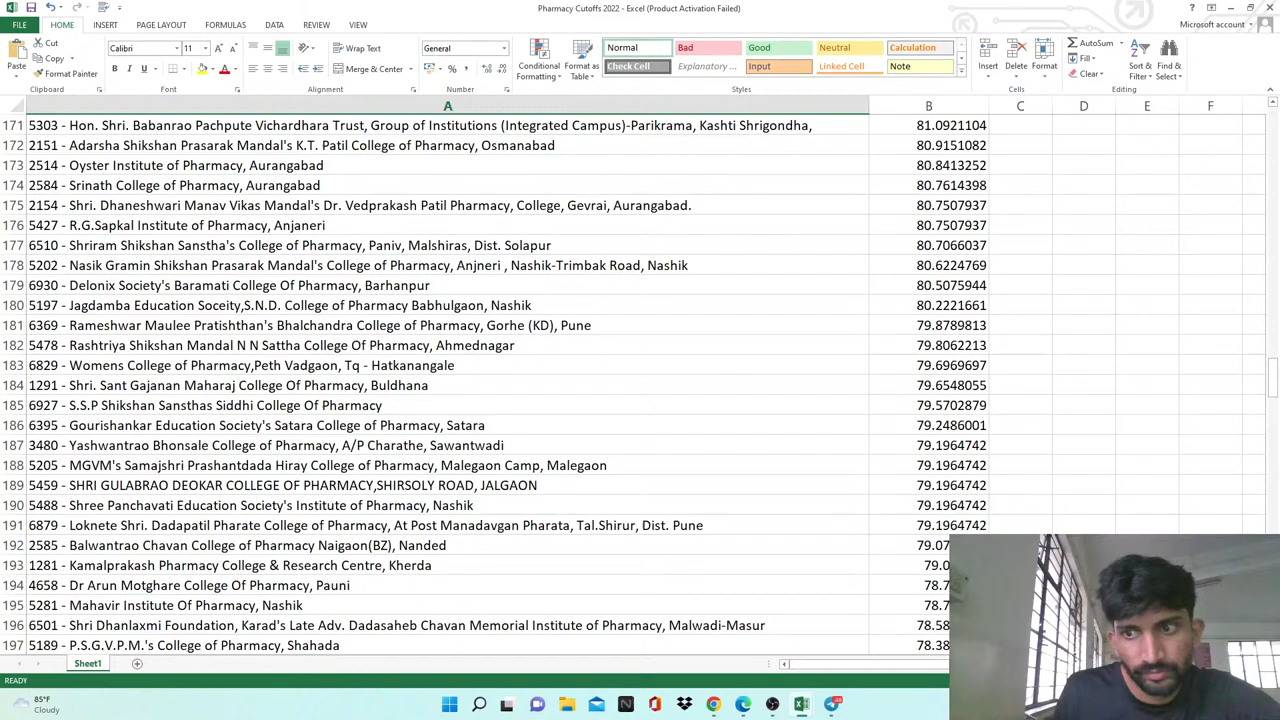 Pharmacy Cutoffs 2022 - Excel (Product Activation Failed)
FILE HOME INSERT PAGE LAYOUT FORMULAS DATA REVIEW VIEW Microsoft account
Paste Cut Calibri 11 Wrap Text General Conditional Formatting Format as Table Normal Bad Good Neutral Calculation Insert Delete Format AutoSum Sort & Filter Find & Select
Copy Fill
Format Painter B I U Merge & Center % Check Cell Explanatory ... Input Linked Cell Note Clear
Clipboard Font Alignment Number Styles Cells Editing
A B C D E F
171 5303 - Hon. Shri. Babanrao Pachpute Vichardhara Trust, Group of Institutions (Integrated Campus)-Parikrama, Kashti Shrigondha, 81.0921104
172 2151 - Adarsha Shikshan Prasarak Mandal's K.T. Patil College of Pharmacy, Osmanabad 80.9151082
173 2514 - Oyster Institute of Pharmacy, Aurangabad 80.8413252
174 2584 - Srinath College of Pharmacy, Aurangabad 80.7614398
175 2154 - Shri. Dhaneshwari Manav Vikas Mandal's Dr. Vedprakash Patil Pharmacy, College, Gevrai, Aurangabad. 80.7507937
176 5427 - R.G.Sapkal Institute of Pharmacy, Anjaneri 80.7507937
177 6510 - Shriram Shikshan Sanstha's College of Pharmacy, Paniv, Malshiras, Dist. Solapur 80.7066037
178 5202 - Nasik Gramin Shikshan Prasarak Mandal's College of Pharmacy, Anjneri , Nashik-Trimbak Road, Nashik 80.6224769
179 6930 - Delonix Society's Baramati College Of Pharmacy, Barhanpur 80.5075944
180 5197 - Jagdamba Education Soceity,S.N.D. College of Pharmacy Babhulgaon, Nashik 80.2221661
181 6369 - Rameshwar Maulee Pratishthan's Bhalchandra College of Pharmacy, Gorhe (KD), Pune 79.8789813
182 5478 - Rashtriya Shikshan Mandal N N Sattha College Of Pharmacy, Ahmednagar 79.8062213
183 6829 - Womens College of Pharmacy,Peth Vadgaon, Tq - Hatkanangale 79.6969697
184 1291 - Shri. Sant Gajanan Maharaj College Of Pharmacy, Buldhana 79.6548055
185 6927 - S.S.P Shikshan Sansthas Siddhi College Of Pharmacy 79.5702879
186 6395 - Gourishankar Education Society's Satara College of Pharmacy, Satara 79.2486001
187 3480 - Yashwantrao Bhonsale College of Pharmacy, A/P Charathe, Sawantwadi 79.1964742
188 5205 - MGVM's Samajshri Prashantdada Hiray College of Pharmacy, Malegaon Camp, Malegaon 79.1964742
189 5459 - SHRI GULABRAO DEOKAR COLLEGE OF PHARMACY,SHIRSOLY ROAD, JALGAON 79.1964742
190 5488 - Shree Panchavati Education Society's Institute of Pharmacy, Nashik 79.1964742
191 6879 - Loknete Shri. Dadapatil Pharate College of Pharmacy, At Post Manadavgan Pharata, Tal.Shirur, Dist. Pune 79.1964742
192 2585 - Balwantrao Chavan College of Pharmacy Naigaon(BZ), Nanded 79.07
193 1281 - Kamalprakash Pharmacy College & Research Centre, Kherda 79.0
194 4658 - Dr Arun Motghare College Of Pharmacy, Pauni 78.7
195 5281 - Mahavir Institute Of Pharmacy, Nashik 78.7
196 6501 - Shri Dhanlaxmi Foundation, Karad's Late Adv. Dadasaheb Chavan Memorial Institute of Pharmacy, Malwadi-Masur 78.58
197 5189 - P.S.G.V.P.M.'s College of Pharmacy, Shahada 78.38
Sheet1
READY
85°F
Cloudy